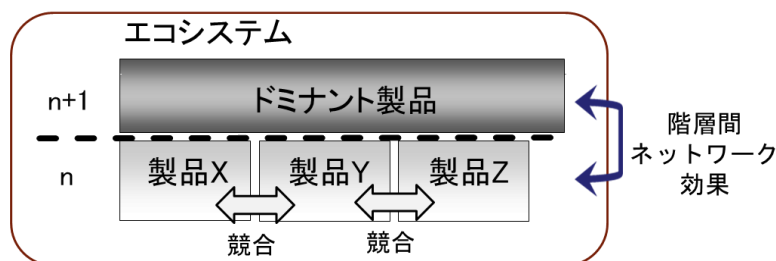 エコシステム
n+1
ドミナント製品
n
製品X
製品Y
製品Z
競合
競合
階層間
ネットワーク
効果